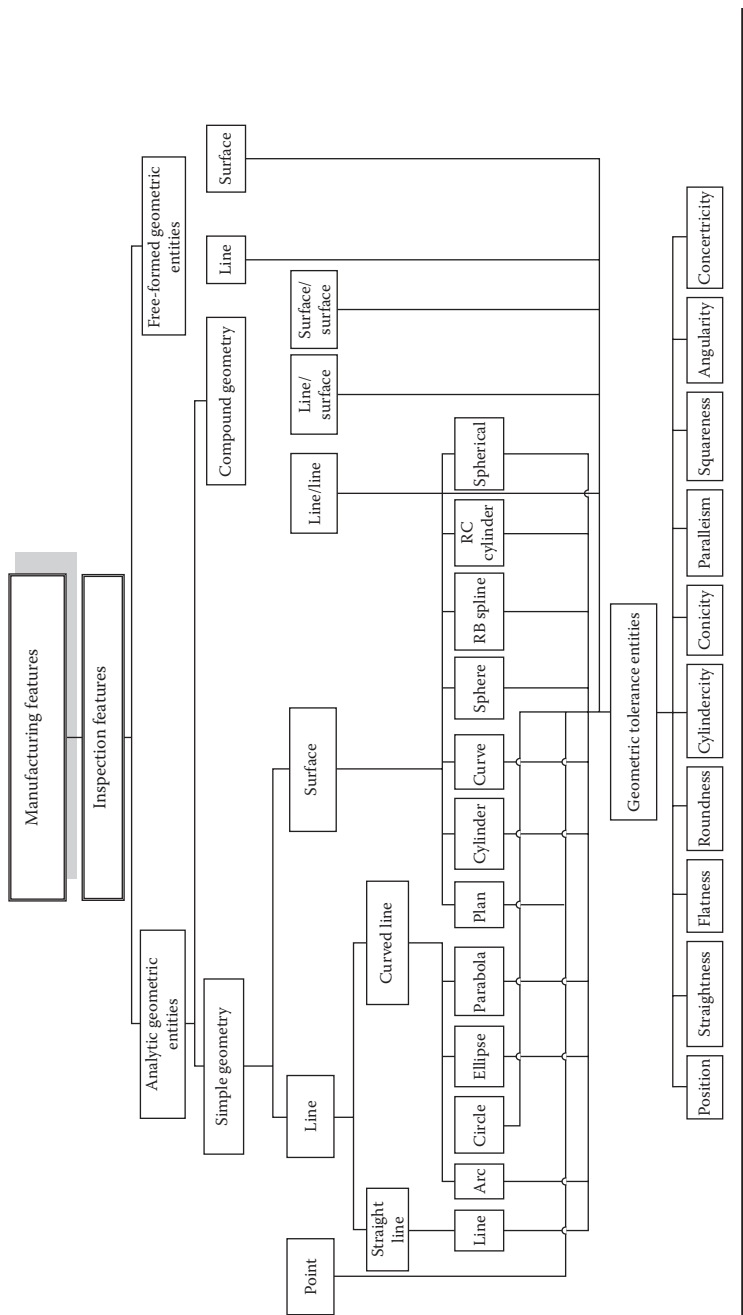 Manufacturing features
Inspection features
Analytic geometric
entities
Free-formed geometric
entities
Simple geometry
Compound geometry
Line
Surface
Point
Line
Surface
Line/line
Line/
surface
Surface/
surface
Straight
line
Curved line
Line
Arc
Circle
Ellipse
Parabola
Plan
Cylinder
Curve
Sphere
RB spline
RC
cylinder
Spherical
Geometric tolerance entities
Position
Straightness
Flatness
Roundness
Cylindercity
Conicity
Paralleism
Squareness
Angularity
Concertricity